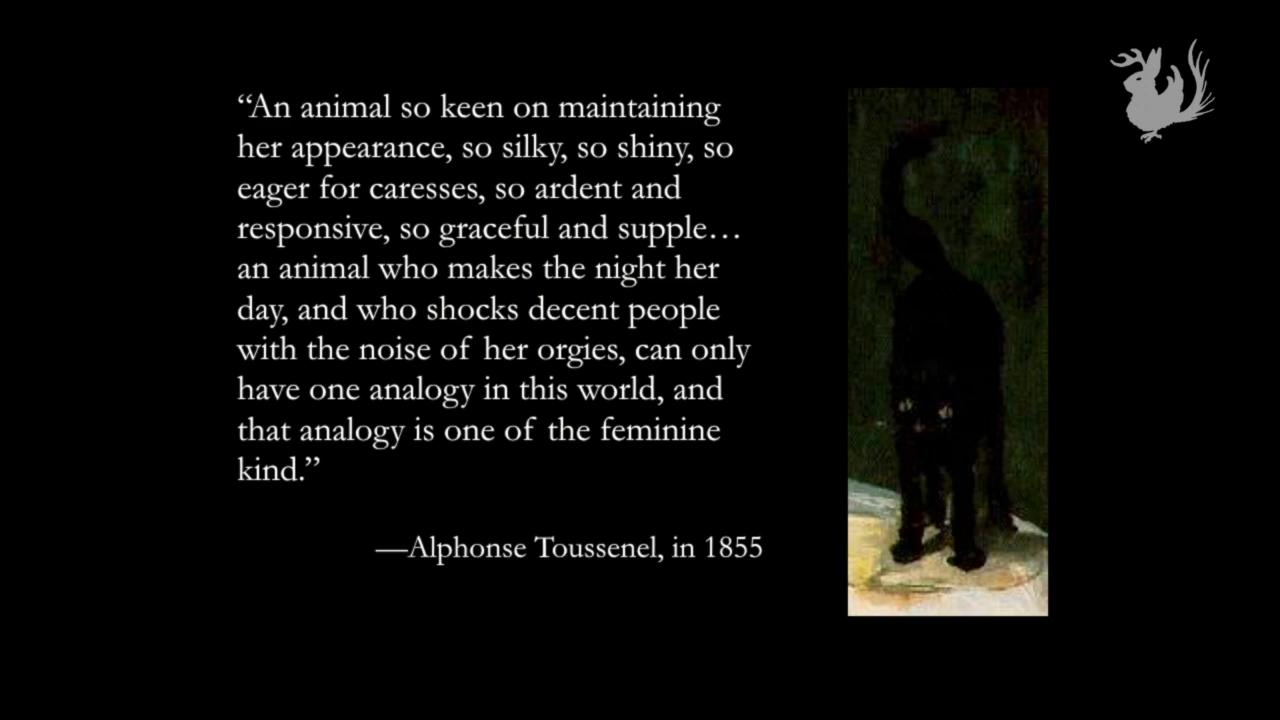 “An animal so keen on maintaining
her appearance, so silky, so shiny, so
eager for caresses, so ardent and
responsive, so graceful and supple…
an animal who makes the night her
day, and who shocks decent people
with the noise of her orgies, can only
have one analogy in this world, and
that analogy is one of the feminine
kind.”
—Alphonse Toussenel, in 1855